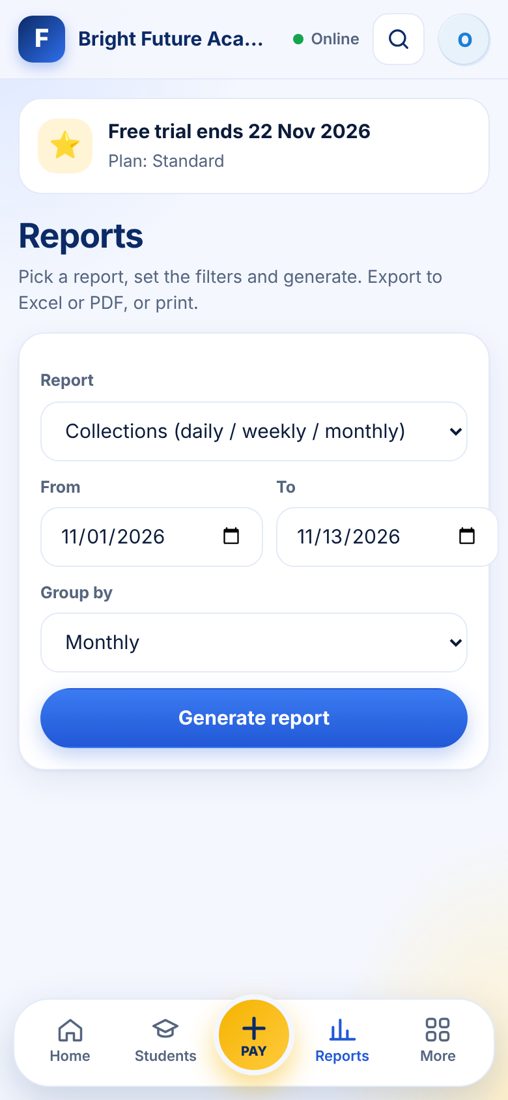 F
Bright Future Aca...
Online
O
Free trial ends 22 Nov 2026
Plan: Standard
Reports
Pick a report, set the filters and generate. Export to
Excel or PDF, or print.
Report
Collections (daily / weekly / monthly)
From
To
11/01/2026
11/13/2026
Group by
Monthly
Generate report
Home
Students
PAY
Reports
More